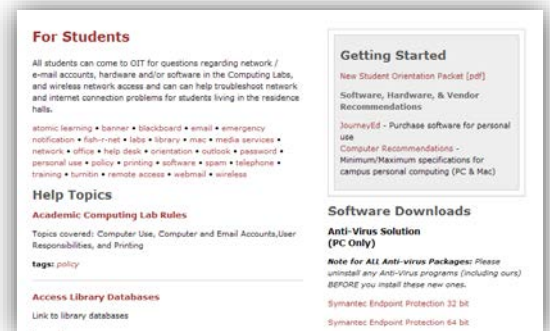 For Students
All students can come to OIT for questions regarding network /
e-mail accounts, hardware and/or software in the Computing Labs,
and wireless network access and can can help troubleshoot network
and internet connection problems for students living in the residence
halls.
atomic learning • banner • blackboard • email • emergency
notification • fish-r-net • labs • library • mac • media services •
network • office • help desk • orientation • outlook • password •
personal use • policy • printing • software • spam • telephone •
training • turnitin • remote access • webmail • wireless
Help Topics
Academic Computing Lab Rules
Topics covered: Computer Use, Computer and Email Accounts,User
Responsibilities, and Printing
tags: policy
Access Library Databases
Link to library databases
Getting Started
New Student Orientation Packet [pdf]
Software, Hardware, & Vendor
Recommendations
JourneyEd - Purchase software for personal
use
Computer Recommendations -
Minimum/Maximum specifications for
campus personal computing (PC & Mac)
Software Downloads
Anti-Virus Solution
(PC Only)
Note for ALL Anti-virus Packages: Please
uninstall any Anti-Virus programs (including ours)
BEFORE you install these new ones.
Symantec Endpoint Protection 32 bit
Symantec Endpoint Protection 64 bit